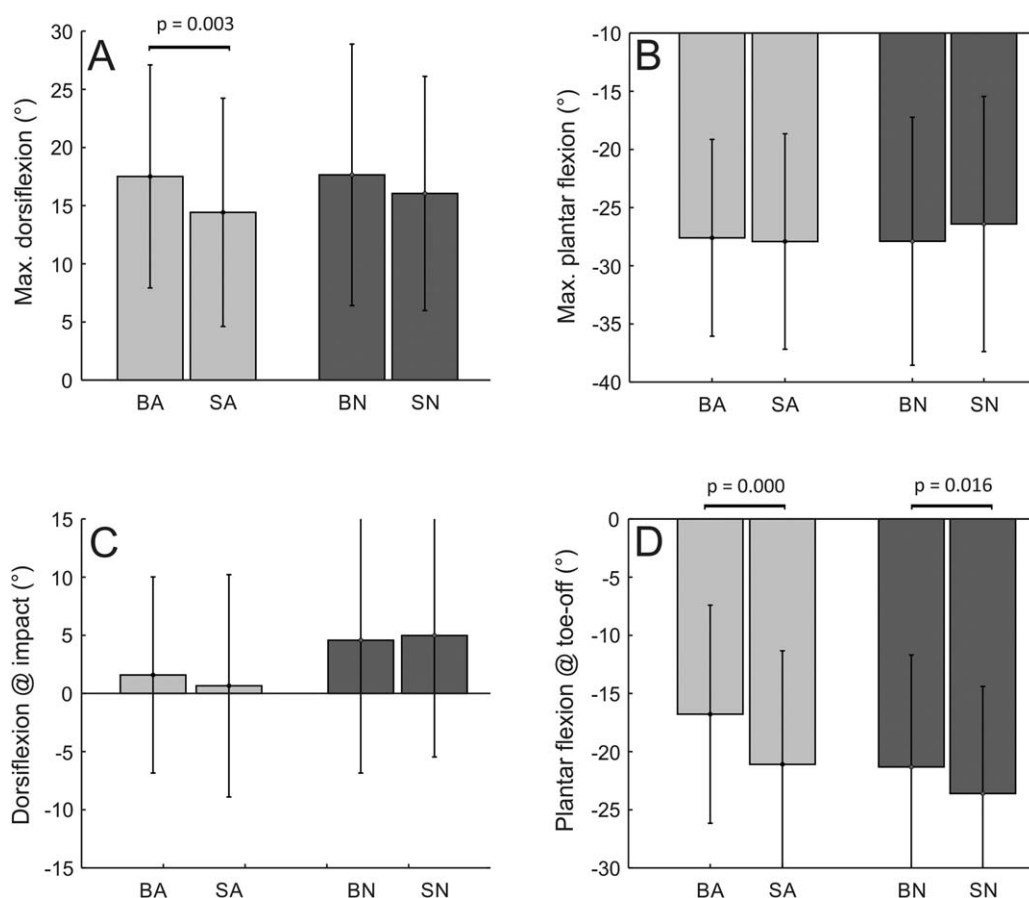 A
p = 0.003
Max. dorsiflexion (°)
30
25
20
15
10
5
0
BA SA BN SN
B
Max. plantar flexion (°)
-10
-15
-20
-25
-30
-35
-40
BA SA BN SN
C
Dorsiflexion @ impact (°)
15
10
5
0
-5
-10
-15
BA SA BN SN
D
p = 0.000 p = 0.016
Plantar flexion @ toe-off (°)
0
-5
-10
-15
-20
-25
-30
BA SA BN SN